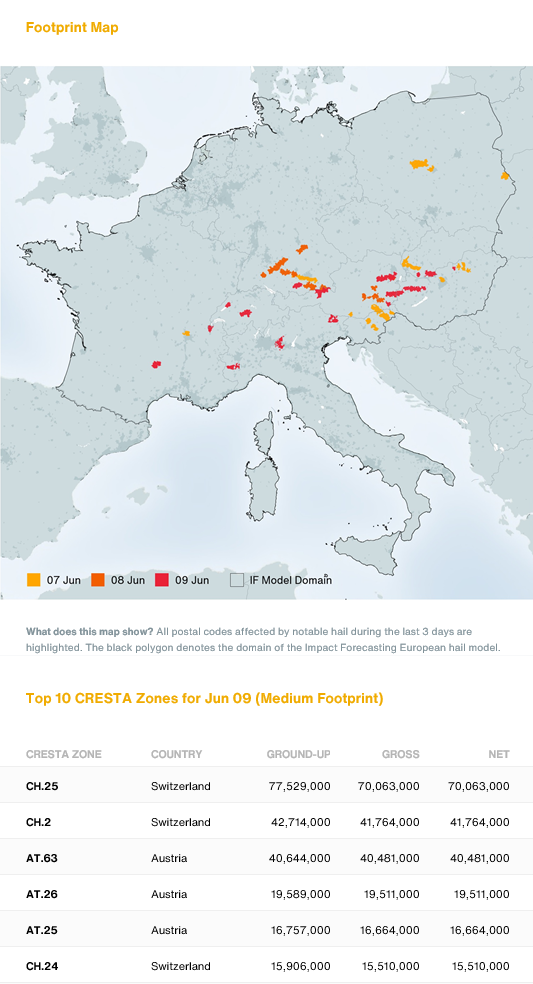 Footprint Map
07 Jun 08 Jun 09 Jun IF Model Domain
What does this map show? All postal codes affected by notable hail during the last 3 days are
highlighted. The black polygon denotes the domain of the Impact Forecasting European hail model.
Top 10 CRESTA Zones for Jun 09 (Medium Footprint)
CRESTA ZONE COUNTRY GROUND-UP GROSS NET
CH.25 Switzerland 77,529,000 70,063,000 70,063,000
CH.2 Switzerland 42,714,000 41,764,000 41,764,000
AT.63 Austria 40,644,000 40,481,000 40,481,000
AT.26 Austria 19,589,000 19,511,000 19,511,000
AT.25 Austria 16,757,000 16,664,000 16,664,000
CH.24 Switzerland 15,906,000 15,510,000 15,510,000